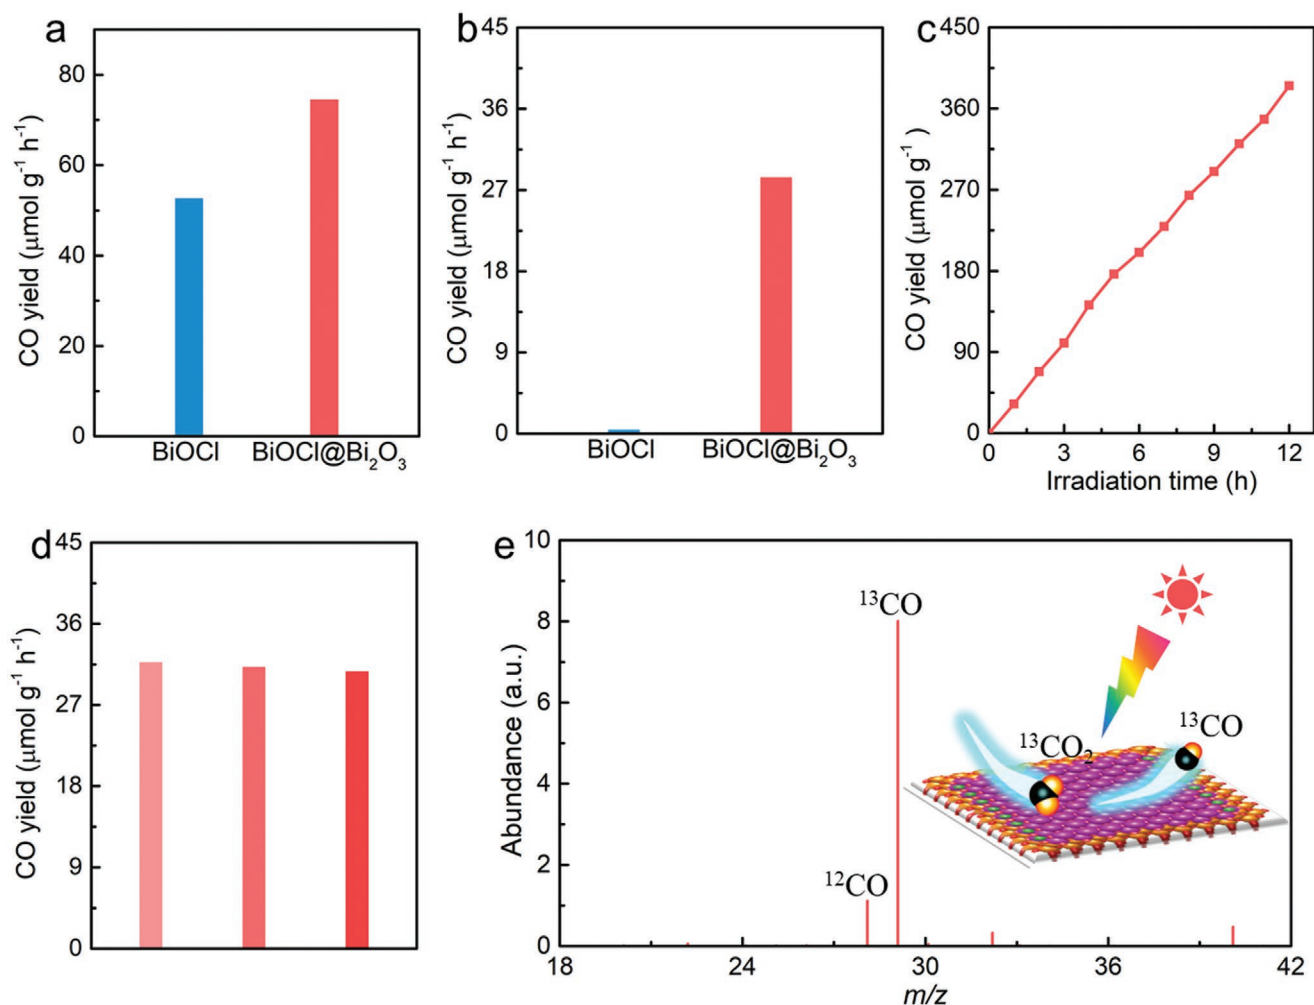 a
CO yield (μmol g⁻¹ h⁻¹)
80
60
40
20
0
BiOCl
BiOCl@Bi₂O₃
b
CO yield (μmol g⁻¹ h⁻¹)
45
36
27
18
9
0
BiOCl
BiOCl@Bi₂O₃
c
CO yield (μmol g⁻¹ )
450
360
270
180
90
0
0 3 6 9 12
Irradiation time (h)
d
CO yield (μmol g⁻¹ h⁻¹)
45
36
27
18
9
0
e
Abundance (a.u.)
10
8
6
4
2
0
¹³CO
¹²CO
¹³CO₂
¹³CO
18 24 30 36 42
m/z